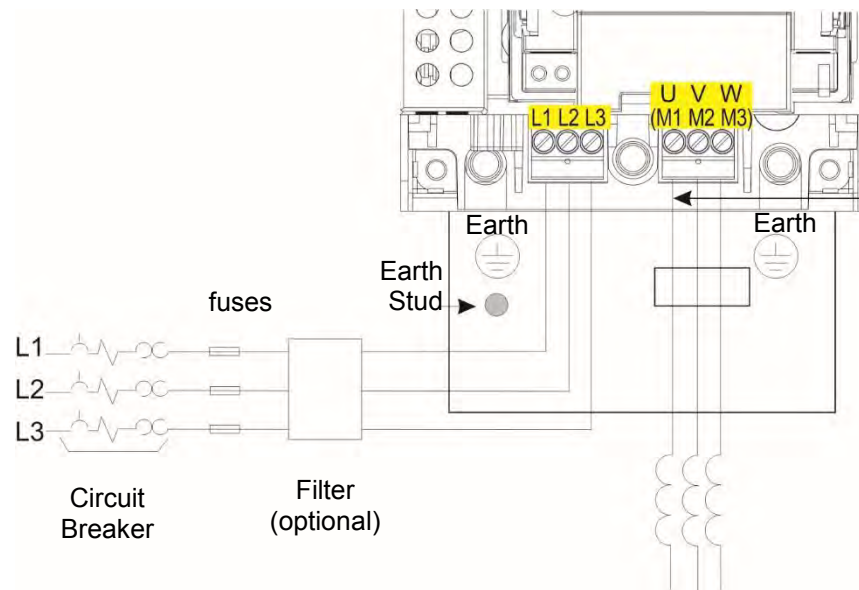 U V W
L1 L2 L3
(M1 M2 M3)
Earth
Earth
Earth
Stud
fuses
L1
L2
L3
Circuit
Breaker
Filter
(optional)